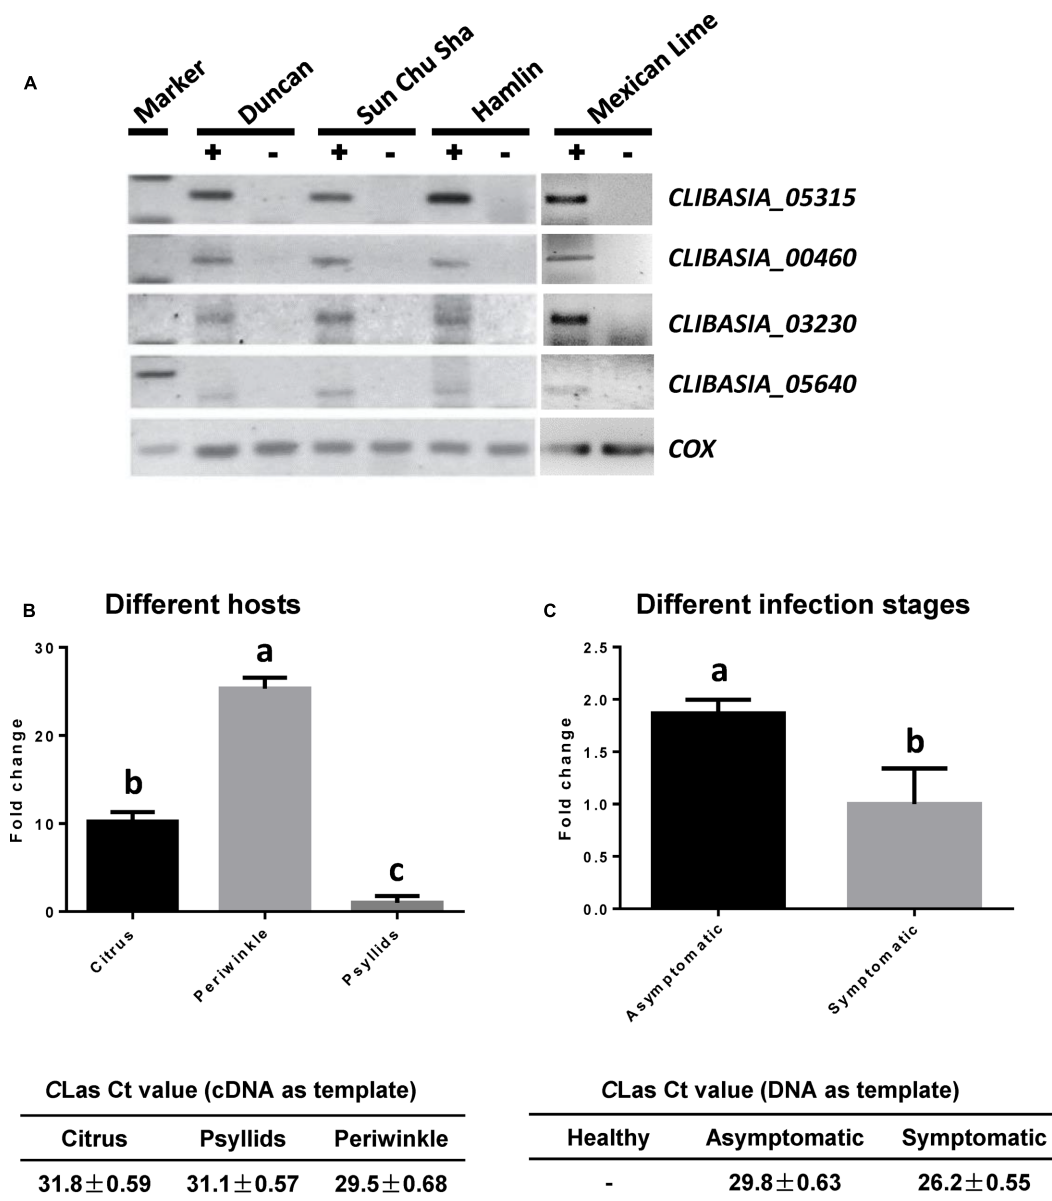 A
Marker Duncan Sun Chu Sha Hamlin Mexican Lime
+ - + - + - + -
CLIBASIA_05315
CLIBASIA_00460
CLIBASIA_03230
CLIBASIA_05640
COX
B Different hosts
Fold change
30
20
10
0
b a c
Citrus Periwinkle Psyllids
C Different infection stages
Fold change
2.5
2.0
1.5
1.0
0.5
0.0
a b
Asymptomatic Symptomatic
CLas Ct value (cDNA as template)
Citrus Psyllids Periwinkle
31.8±0.59 31.1±0.57 29.5±0.68
CLas Ct value (DNA as template)
Healthy Asymptomatic Symptomatic
- 29.8±0.63 26.2±0.55